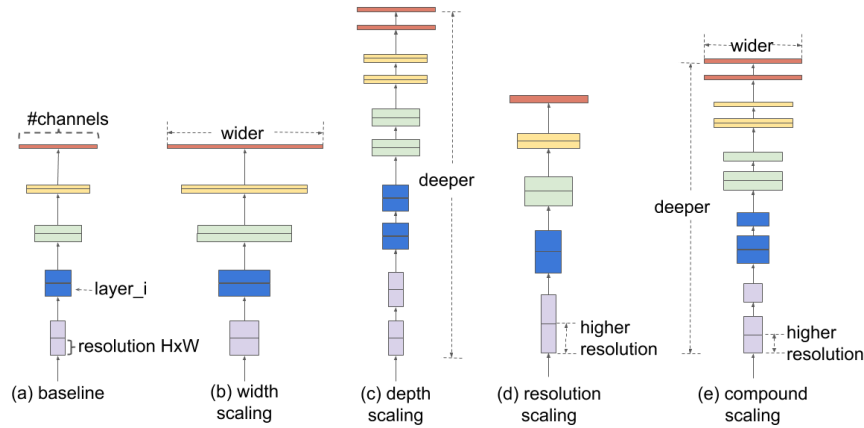 #channels
layer_i
resolution HxW
(a) baseline
wider
(b) width
scaling
deeper
(c) depth
scaling
higher
resolution
(d) resolution
scaling
wider
deeper
higher
resolution
(e) compound
scaling